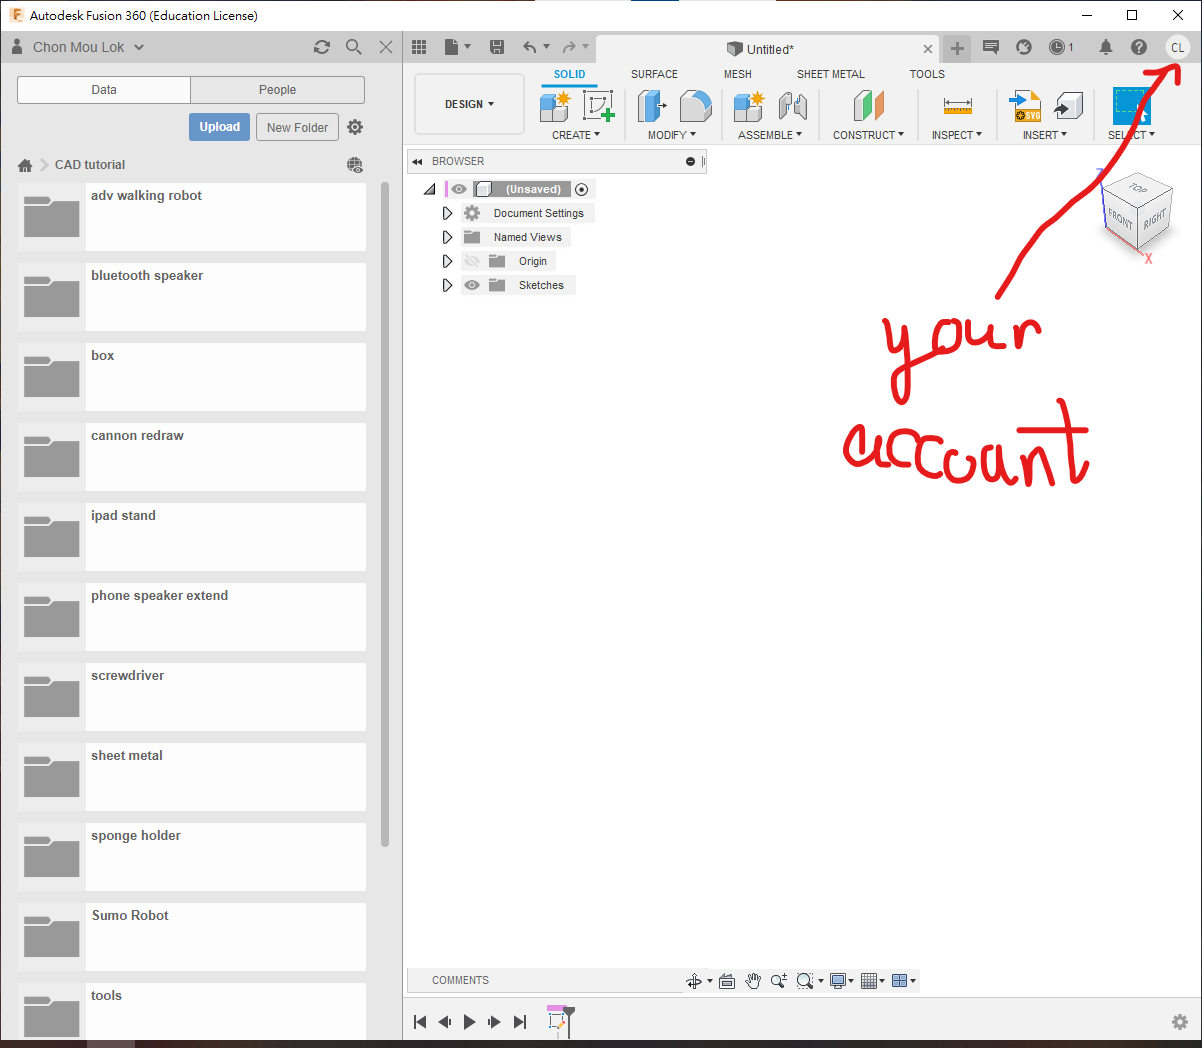 Autodesk Fusion 360 (Education License)
Chon Mou Lok
Untitled*
1
CL
Data
People
Upload
New Folder
CAD tutorial
adv walking robot
bluetooth speaker
box
cannon redraw
ipad stand
phone speaker extend
screwdriver
sheet metal
sponge holder
Sumo Robot
tools
SOLID
SURFACE
MESH
SHEET METAL
TOOLS
DESIGN
SVG
CREATE
MODIFY
ASSEMBLE
CONSTRUCT
INSPECT
INSERT
SELECT
BROWSER
(Unsaved)
Document Settings
Named Views
Origin
Sketches
TOP
FRONT
RIGHT
Z
X
your
account
COMMENTS